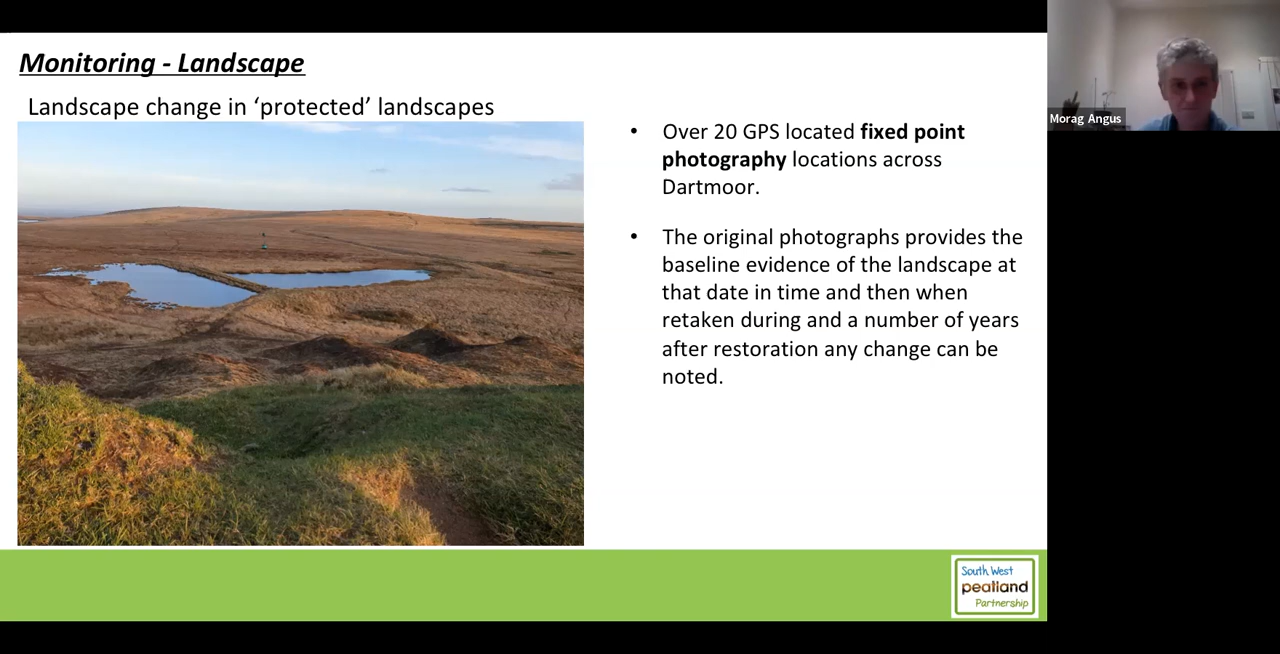 Monitoring - Landscape
Landscape change in ‘protected’ landscapes
• Over 20 GPS located fixed point
photography locations across
Dartmoor.
• The original photographs provides the
baseline evidence of the landscape at
that date in time and then when
retaken during and a number of years
after restoration any change can be
noted.
South West
peatland
Partnership
Morag Angus